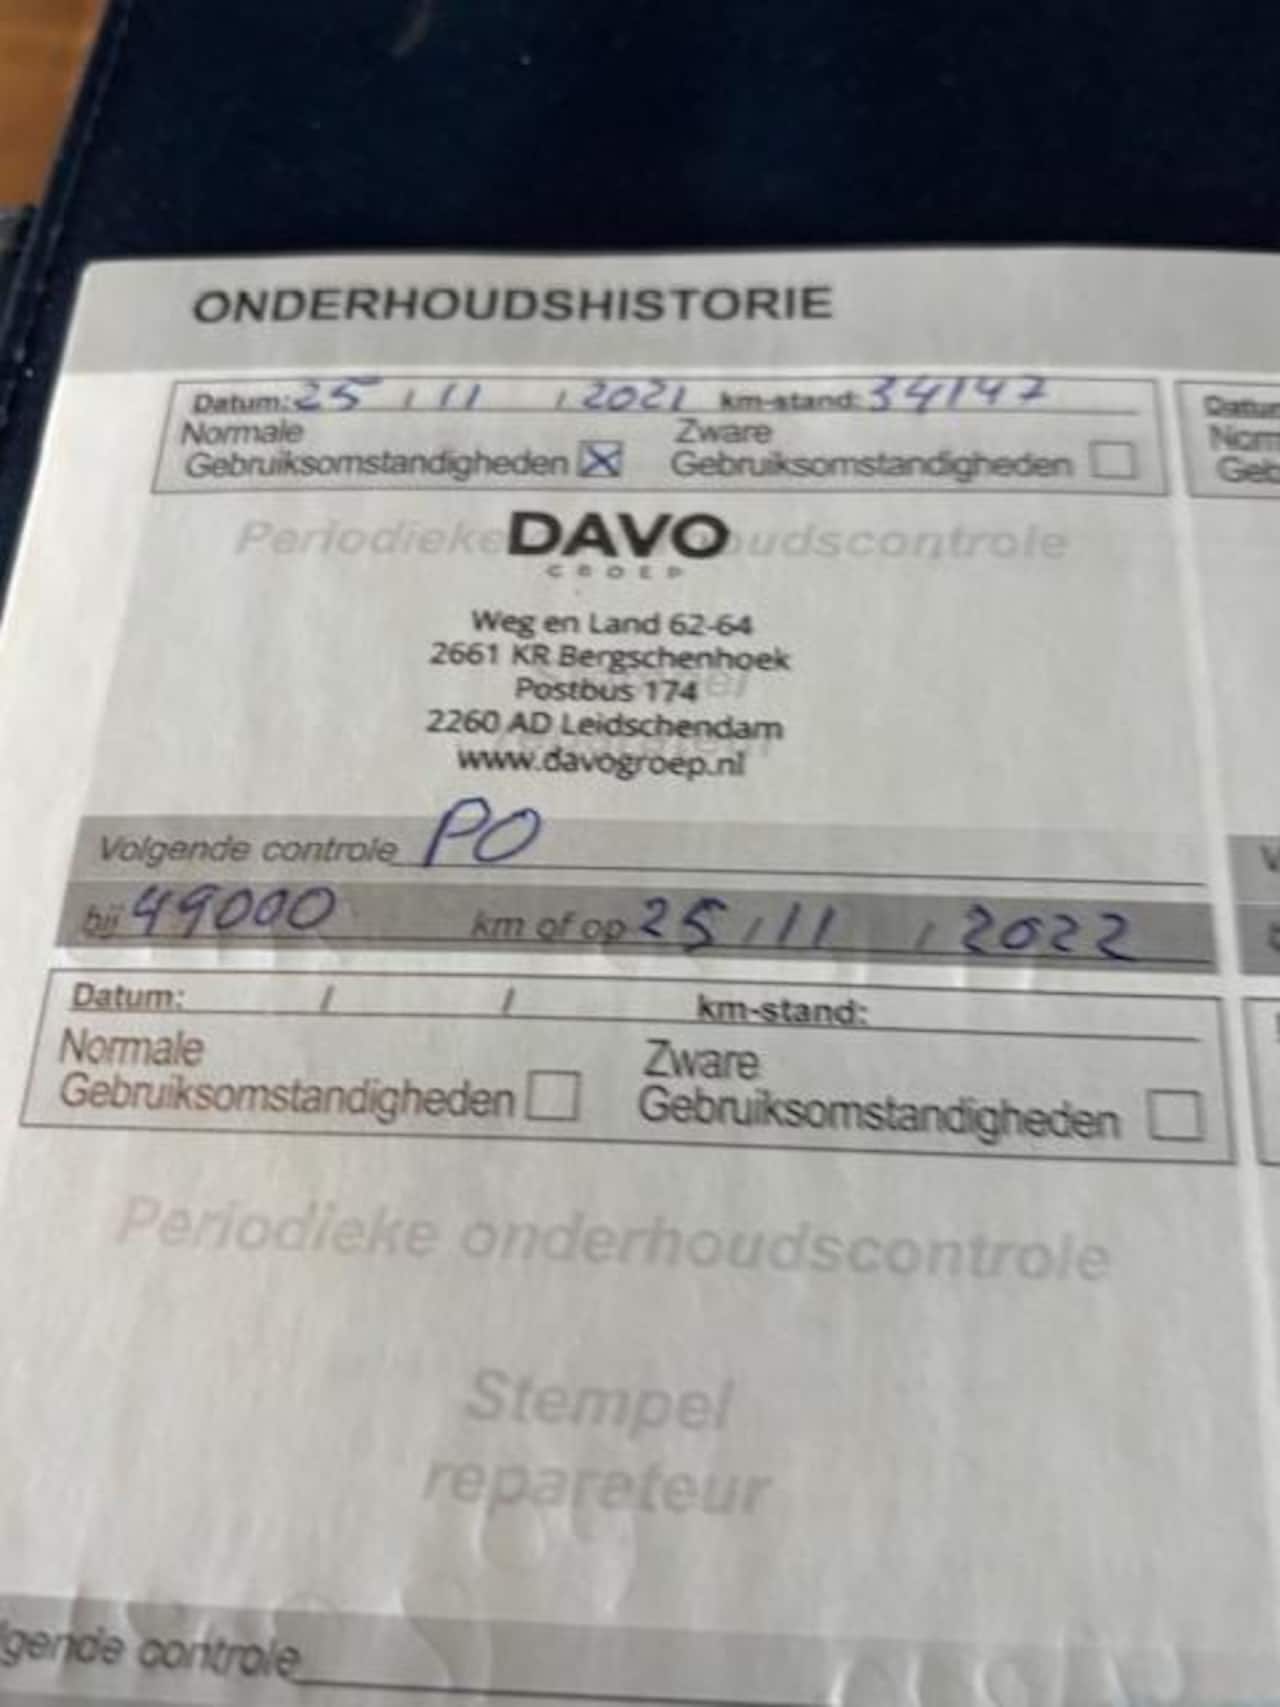 ONDERHOUDSHISTORIE
Datum: 25 / 11 / 2021 km-stand: 34147
Normale Zware
Gebruiksomstandigheden Gebruiksomstandigheden
Periodieke oudscontrole
DAVO
GROEP
Weg en Land 62-64
2661 KR Bergschenhoek
Postbus 174
2260 AD Leidschendam
www.davogroep.nl
Volgende controle PO
bij 49000 km of op 25 / 11 / 2022
Datum: / / km-stand:
Normale Zware
Gebruiksomstandigheden Gebruiksomstandigheden
Periodieke onderhoudscontrole
Stempel
reparateur
lgende controle